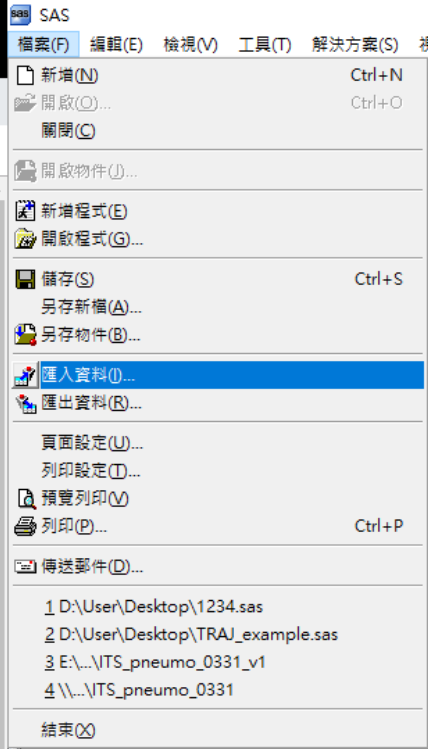 sas SAS
檔案(F) 編輯(E) 檢視(V) 工具(T) 解決方案(S)
新增(N) Ctrl+N
開啟(O)... Ctrl+O
關閉(C)
開啟物件(J)...
新增程式(E)
開啟程式(G)...
儲存(S) Ctrl+S
另存新檔(A)...
另存物件(B)...
匯入資料(I)...
匯出資料(R)...
頁面設定(U)...
列印設定(T)...
預覽列印(V)
列印(P)... Ctrl+P
傳送郵件(D)...
1 D:\User\Desktop\1234.sas
2 D:\User\Desktop\TRAJ_example.sas
3 E:\...\ITS_pneumo_0331_v1
4 \\...\ITS_pneumo_0331
結束(X)